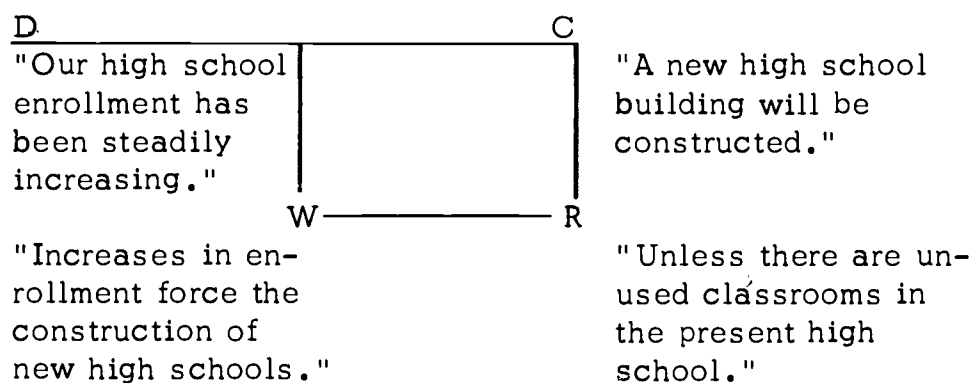 D C
"Our high school
enrollment has
been steadily
increasing."
"A new high school
building will be
constructed."
W R
"Increases in en-
rollment force the
construction of
new high schools."
"Unless there are un-
used classrooms in
the present high
school."